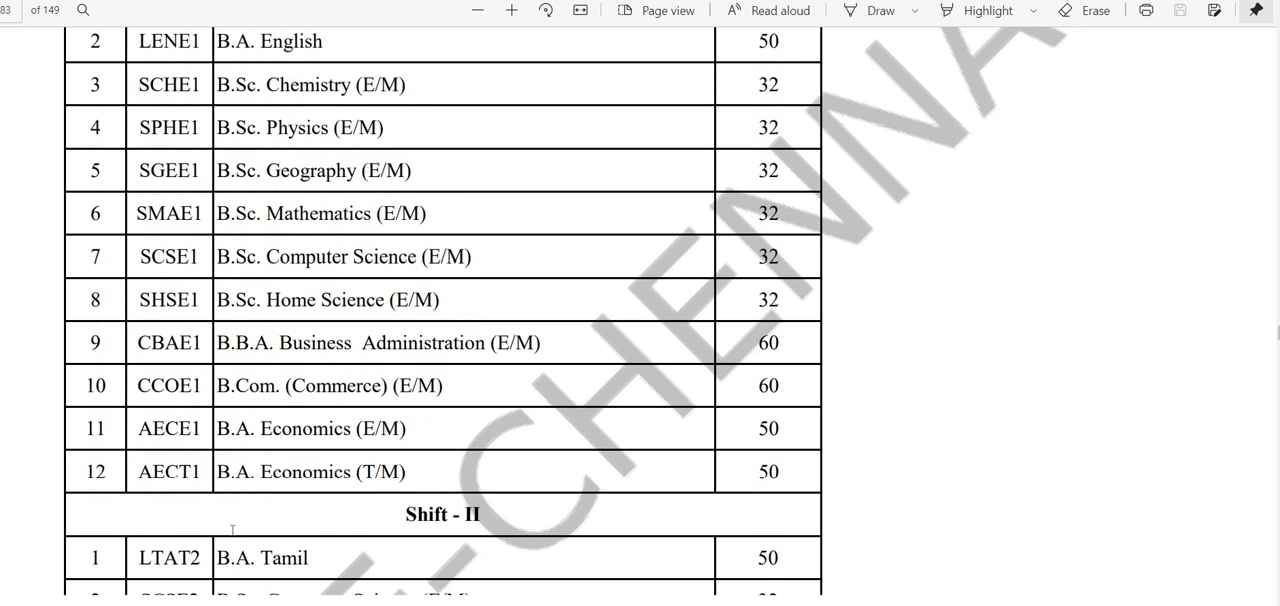 83 of 149 Page view Read aloud Draw Highlight Erase
2 LENE1 B.A. English 50
3 SCHE1 B.Sc. Chemistry (E/M) 32
4 SPHE1 B.Sc. Physics (E/M) 32
5 SGEE1 B.Sc. Geography (E/M) 32
6 SMAE1 B.Sc. Mathematics (E/M) 32
7 SCSE1 B.Sc. Computer Science (E/M) 32
8 SHSE1 B.Sc. Home Science (E/M) 32
9 CBAE1 B.B.A. Business Administration (E/M) 60
10 CCOE1 B.Com. (Commerce) (E/M) 60
11 AECE1 B.A. Economics (E/M) 50
12 AECT1 B.A. Economics (T/M) 50
Shift - II
1 LTAT2 B.A. Tamil 50
-CHENNA